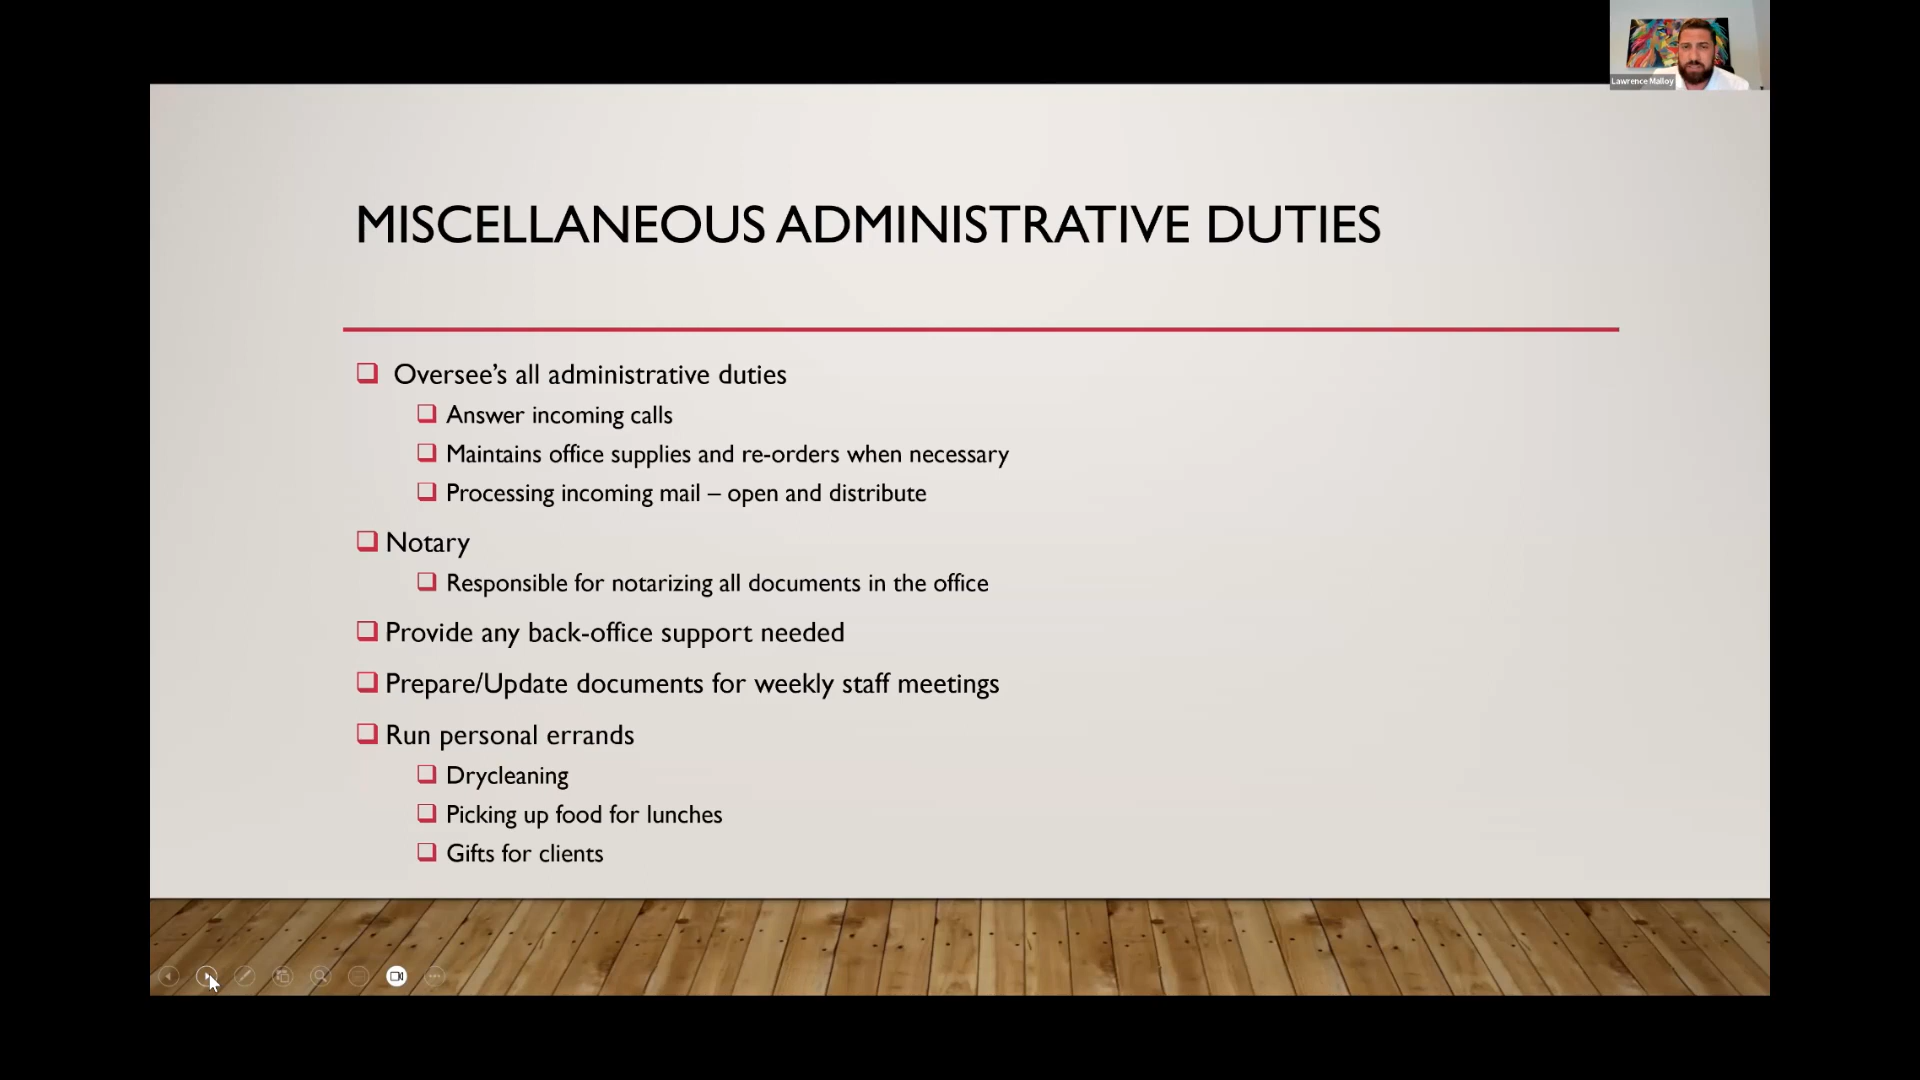 Lawrence Malloy
MISCELLANEOUS ADMINISTRATIVE DUTIES
Oversee’s all administrative duties
Answer incoming calls
Maintains office supplies and re-orders when necessary
Processing incoming mail – open and distribute
Notary
Responsible for notarizing all documents in the office
Provide any back-office support needed
Prepare/Update documents for weekly staff meetings
Run personal errands
Drycleaning
Picking up food for lunches
Gifts for clients